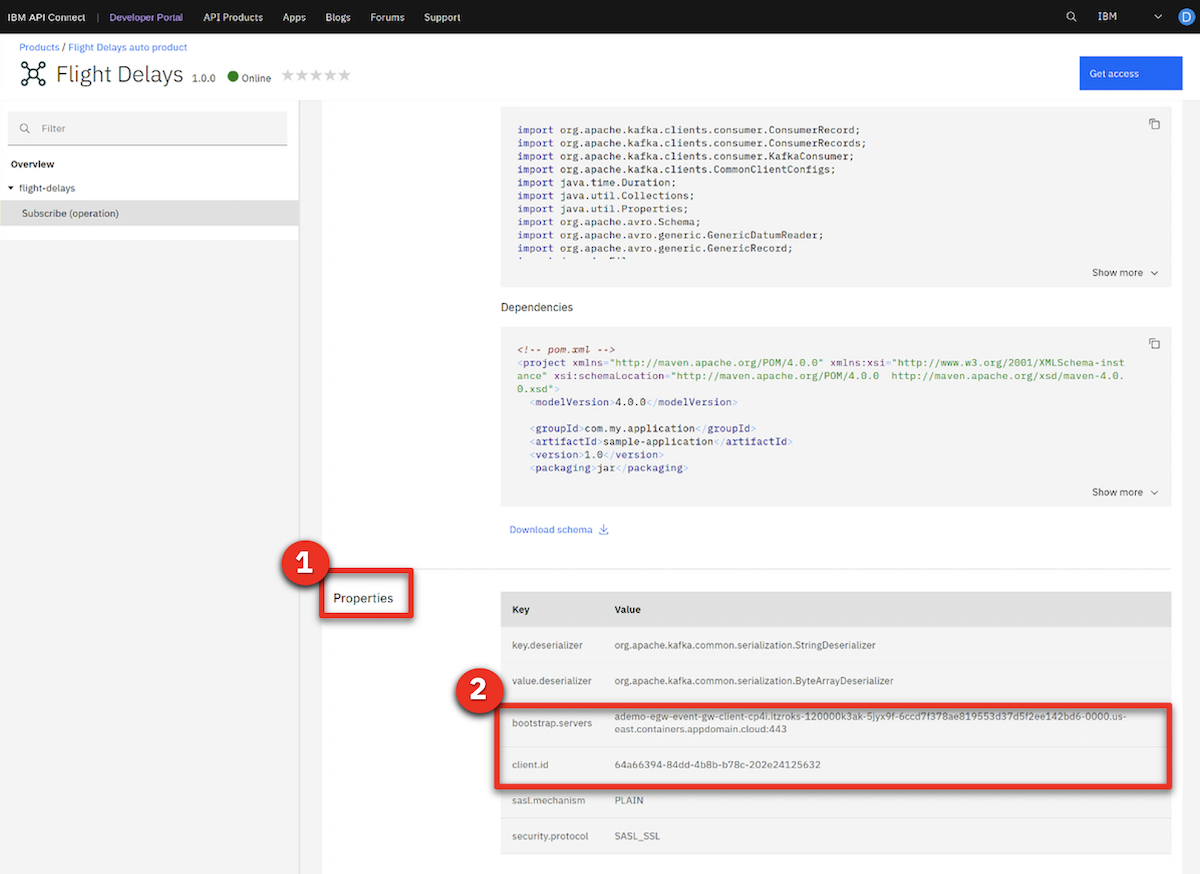 IBM API Connect | Developer Portal API Products Apps Blogs Forums Support IBM D
Products / Flight Delays auto product
Flight Delays 1.0.0 Online
Get access
Filter
Overview
flight-delays
Subscribe (operation)
import org.apache.kafka.clients.consumer.ConsumerRecord;
import org.apache.kafka.clients.consumer.ConsumerRecords;
import org.apache.kafka.clients.consumer.KafkaConsumer;
import org.apache.kafka.clients.CommonClientConfigs;
import java.time.Duration;
import java.util.Collections;
import java.util.Properties;
import org.apache.avro.Schema;
import org.apache.avro.generic.GenericDatumReader;
import org.apache.avro.generic.GenericRecord;
Show more
Dependencies
<!-- pom.xml -->
<project xmlns="http://maven.apache.org/POM/4.0.0" xmlns:xsi="http://www.w3.org/2001/XMLSchema-inst
ance" xsi:schemaLocation="http://maven.apache.org/POM/4.0.0 http://maven.apache.org/xsd/maven-4.0.
0.xsd">
<modelVersion>4.0.0</modelVersion>
<groupId>com.my.application</groupId>
<artifactId>sample-application</artifactId>
<version>1.0</version>
<packaging>jar</packaging>
Show more
Download schema
1
Properties
Key Value
key.deserializer org.apache.kafka.common.serialization.StringDeserializer
value.deserializer org.apache.kafka.common.serialization.ByteArrayDeserializer
2
bootstrap.servers ademo-egw-event-gw-client-cp4i.itzroks-120000k3ak-5jyx9f-6ccd7f378ae819553d37d5f2ee142bd6-0000.us-
east.containers.appdomain.cloud:443
client.id 64a66394-84dd-4b8b-b78c-202e24125632
sasl.mechanism PLAIN
security.protocol SASL_SSL